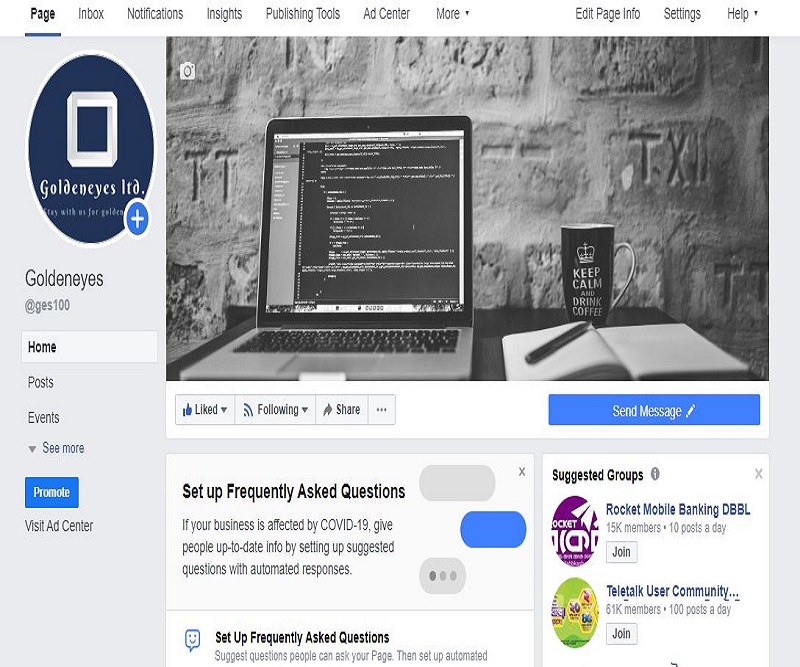 Page Inbox Notifications Insights Publishing Tools Ad Center More Edit Page Info Settings Help
Goldeneyes ltd.
Stay with us for golden
Goldeneyes
@ges100
Home
Posts
Events
See more
Promote
Visit Ad Center
TT
T.XII
KEEP
CALM
AND
DRINK
COFFEE
Liked Following Share ... Send Message
Set up Frequently Asked Questions
If your business is affected by COVID-19, give
people up-to-date info by setting up suggested
questions with automated responses.
Set Up Frequently Asked Questions
Suggest questions people can ask your Page. Then set up automated
Suggested Groups
ROCKET
Rocket Mobile Banking DBBL
15K members • 10 posts a day
Join
Teletalk User Community...
61K members • 100 posts a day
Join